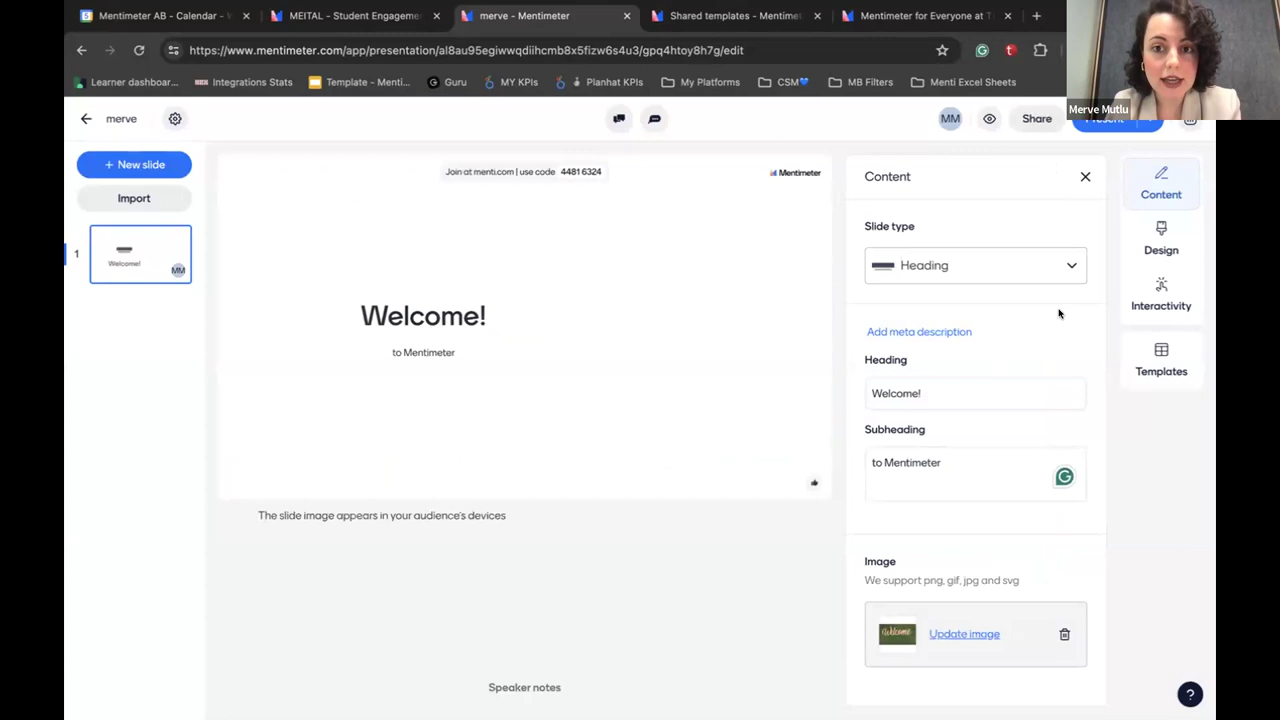 Mentimeter AB - Calendar - W
MEITAL - Student Engageme
merve - Mentimeter
Shared templates - Mentime
Mentimeter for Everyone at T
https://www.mentimeter.com/app/presentation/al8au95egiwwqdiihcmb8x5fizw6s4u3/gpq4htoy8h7g/edit
Learner dashboar...
Integrations Stats
Template - Menti...
Guru
MY KPIs
Planhat KPIs
My Platforms
CSM💙
MB Filters
Menti Excel Sheets
Merve Mutlu
merve
MM
Share
Present
+ New slide
Import
1
Welcome!
MM
Join at menti.com | use code 4481 6324
Mentimeter
Welcome!
to Mentimeter
The slide image appears in your audience's devices
Speaker notes
Content
Slide type
Heading
Add meta description
Heading
Welcome!
Subheading
to Mentimeter
Image
We support png, gif, jpg and svg
Welcome
Update image
Content
Design
Interactivity
Templates
?